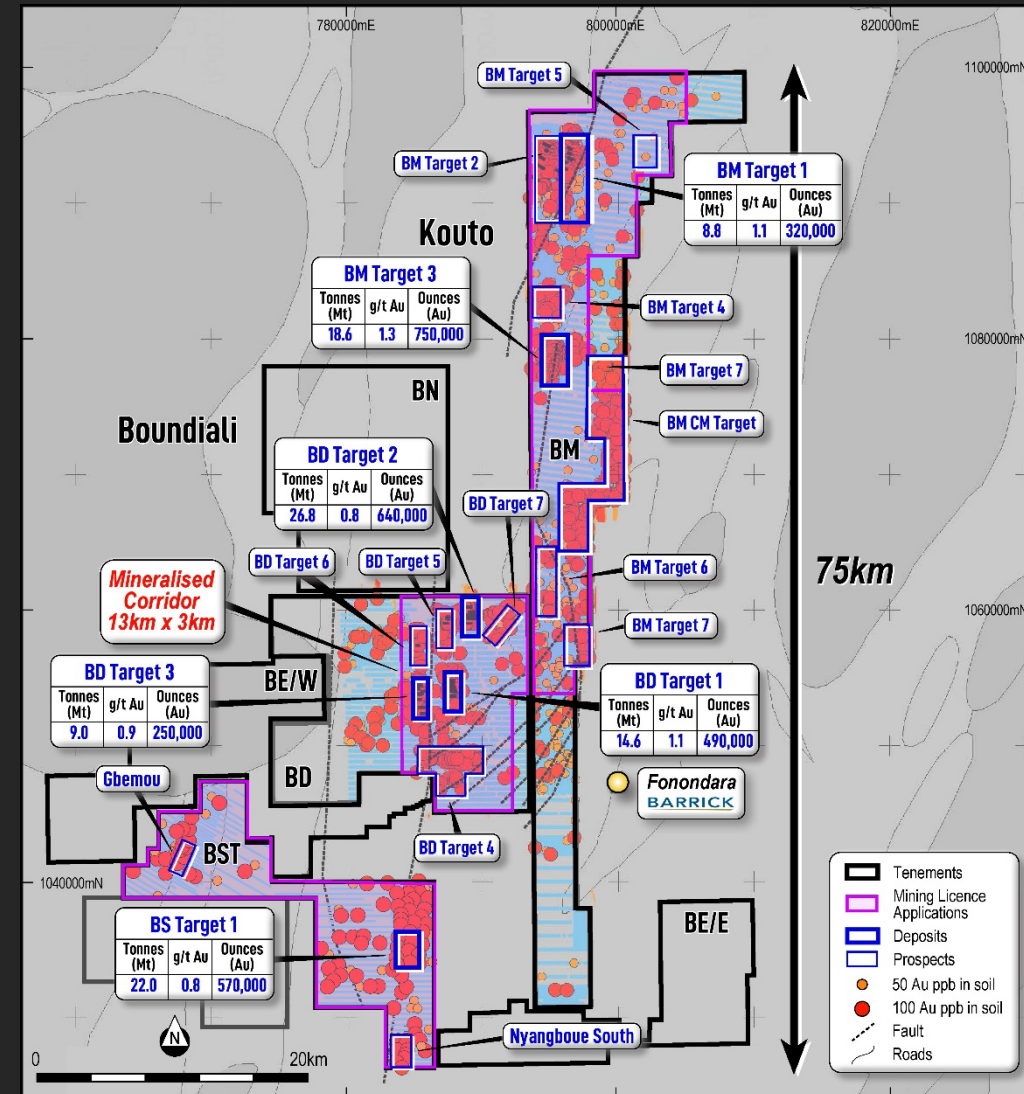 780000mE
800000mE
820000mE
1100000mN
BM Target 5
BM Target 2
BM Target 1
Tonnes (Mt) g/t Au Ounces (Au)
8.8 1.1 320,000
Kouto
BM Target 3
Tonnes (Mt) g/t Au Ounces (Au)
18.6 1.3 750,000
BM Target 4
1080000mN
BM Target 7
BN
BM CM Target
Boundiali
BM
BD Target 2
Tonnes (Mt) g/t Au Ounces (Au)
26.8 0.8 640,000
BD Target 7
BD Target 6
BD Target 5
BM Target 6
75km
Mineralised
Corridor
13km x 3km
1060000mN
BM Target 7
BE/W
BD Target 3
Tonnes (Mt) g/t Au Ounces (Au)
9.0 0.9 250,000
BD Target 1
Tonnes (Mt) g/t Au Ounces (Au)
14.6 1.1 490,000
Gbemou
BD
Fonondara
BARRICK
BD Target 4
BST
1040000mN
BE/E
BS Target 1
Tonnes (Mt) g/t Au Ounces (Au)
22.0 0.8 570,000
Nyangboue South
N
0 20km
Tenements
Mining Licence
Applications
Deposits
Prospects
50 Au ppb in soil
100 Au ppb in soil
Fault
Roads